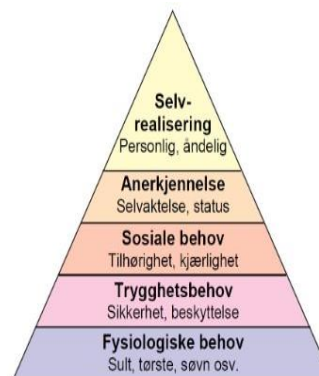 Selv-
realisering
Personlig, åndelig
Anerkjennelse
Selvaktelse, status
Sosiale behov
Tilhørighet, kjærlighet
Trygghetsbehov
Sikkerhet, beskyttelse
Fysiologiske behov
Sult, tørste, søvn osv.